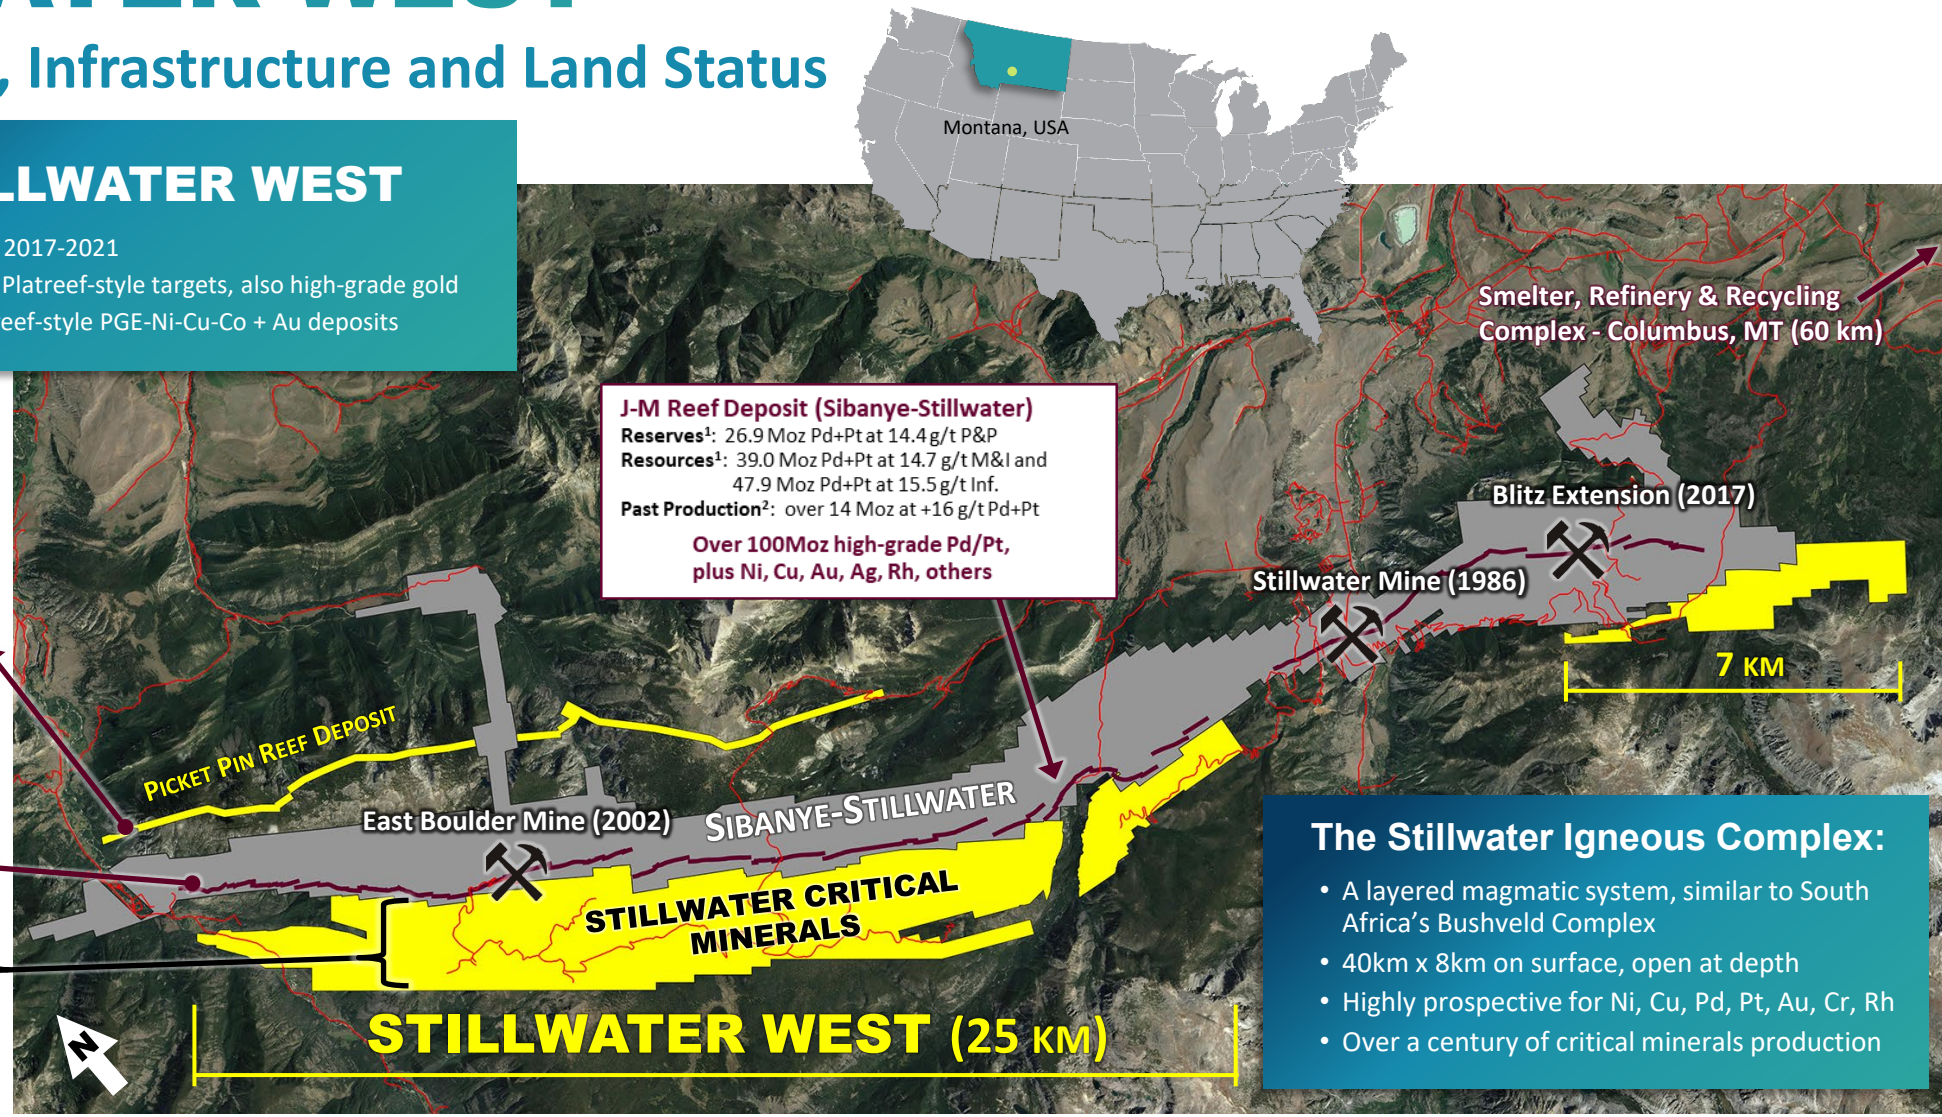 WATER WEST
, Infrastructure and Land Status
Montana, USA
LLWATER WEST
2017-2021
Platreef-style targets, also high-grade gold
eef-style PGE-Ni-Cu-Co + Au deposits
Smelter, Refinery & Recycling
Complex - Columbus, MT (60 km)
J-M Reef Deposit (Sibanye-Stillwater)
Reserves¹: 26.9 Moz Pd+Pt at 14.4 g/t P&P
Resources¹: 39.0 Moz Pd+Pt at 14.7 g/t M&I and
47.9 Moz Pd+Pt at 15.5 g/t Inf.
Past Production²: over 14 Moz at +16 g/t Pd+Pt
Over 100Moz high-grade Pd/Pt,
plus Ni, Cu, Au, Ag, Rh, others
Blitz Extension (2017)
Stillwater Mine (1986)
7 KM
PICKET PIN REEF DEPOSIT
East Boulder Mine (2002)
SIBANYE-STILLWATER
STILLWATER CRITICAL
MINERALS
STILLWATER WEST (25 KM)
N
The Stillwater Igneous Complex:
• A layered magmatic system, similar to South
Africa's Bushveld Complex
• 40km x 8km on surface, open at depth
• Highly prospective for Ni, Cu, Pd, Pt, Au, Cr, Rh
• Over a century of critical minerals production